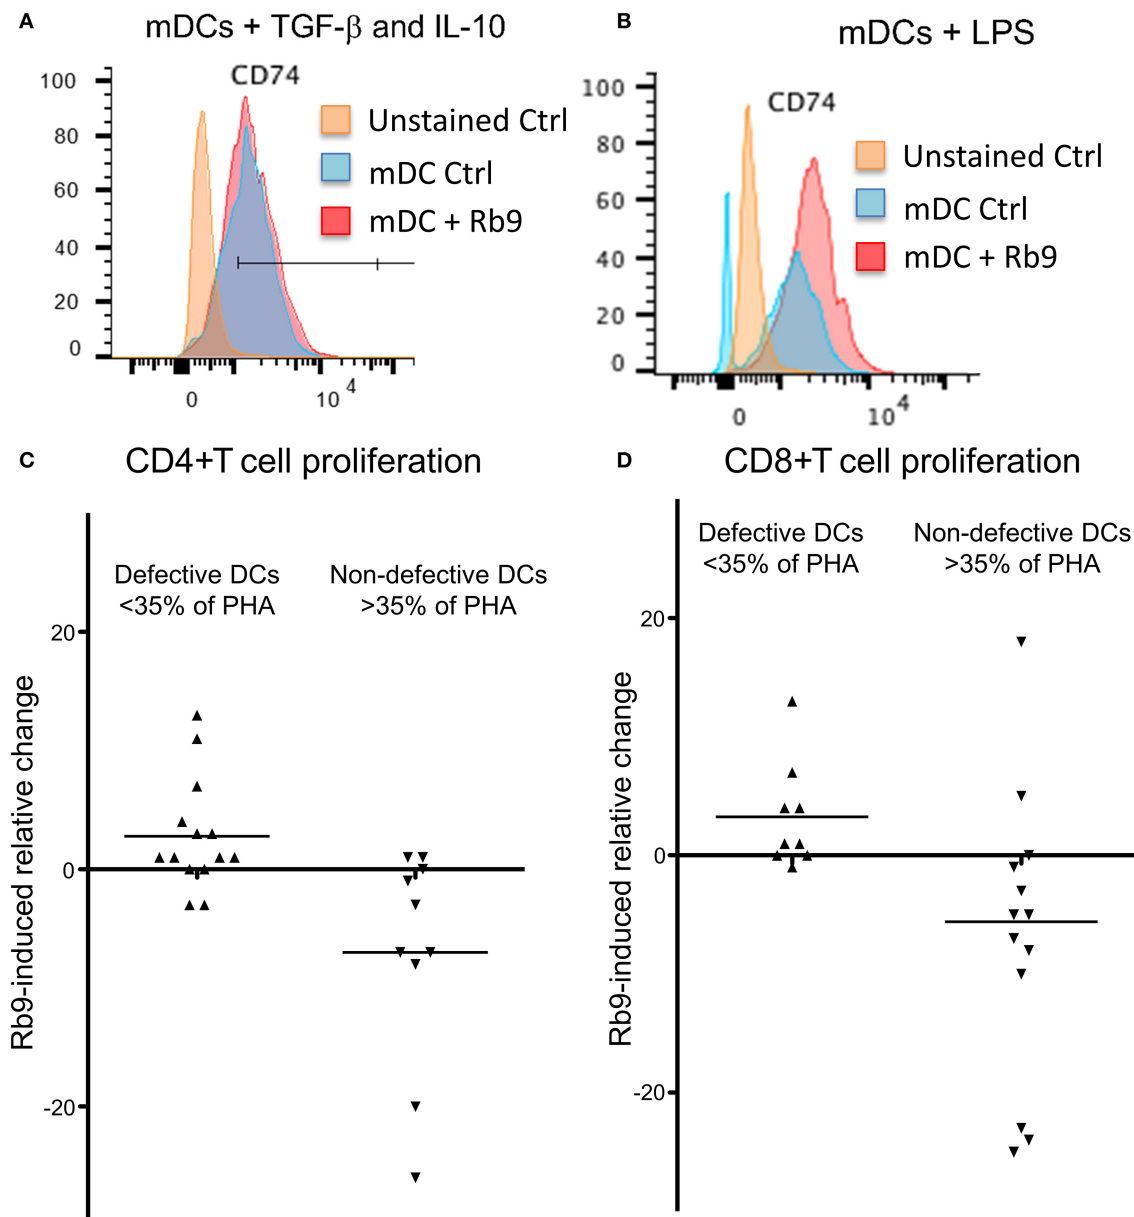 A
mDCs + TGF-β and IL-10
CD74
100
80
60
40
20
0
0
10^4
Unstained Ctrl
mDC Ctrl
mDC + Rb9
B
mDCs + LPS
CD74
100
80
60
40
20
0
0
10^4
Unstained Ctrl
mDC Ctrl
mDC + Rb9
C
CD4+T cell proliferation
Defective DCs
<35% of PHA
Non-defective DCs
>35% of PHA
Rb9-induced relative change
20
0
-20
D
CD8+T cell proliferation
Defective DCs
<35% of PHA
Non-defective DCs
>35% of PHA
Rb9-induced relative change
20
0
-20